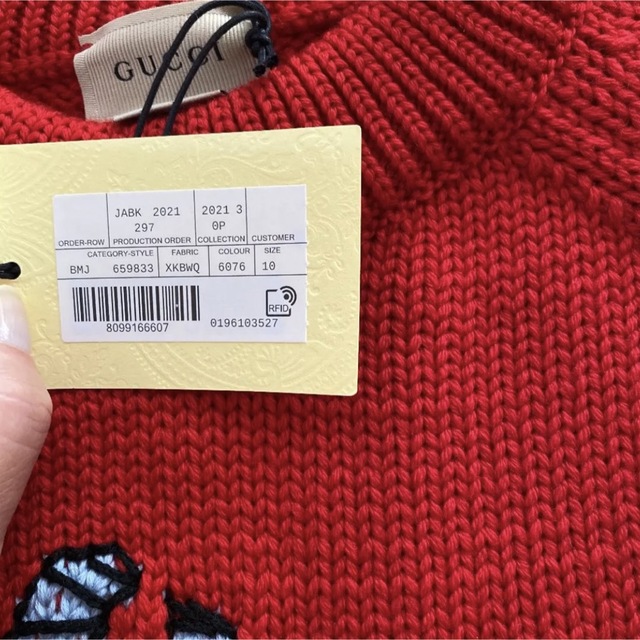 GUCCI
JABK 2021 2021 3
297 0P
ORDER-ROW PRODUCTION ORDER COLLECTION CUSTOMER
CATEGORY-STYLE FABRIC COLOUR SIZE
BMJ 659833 XKBWQ 6076 10
RFID
8099166607 0196103527